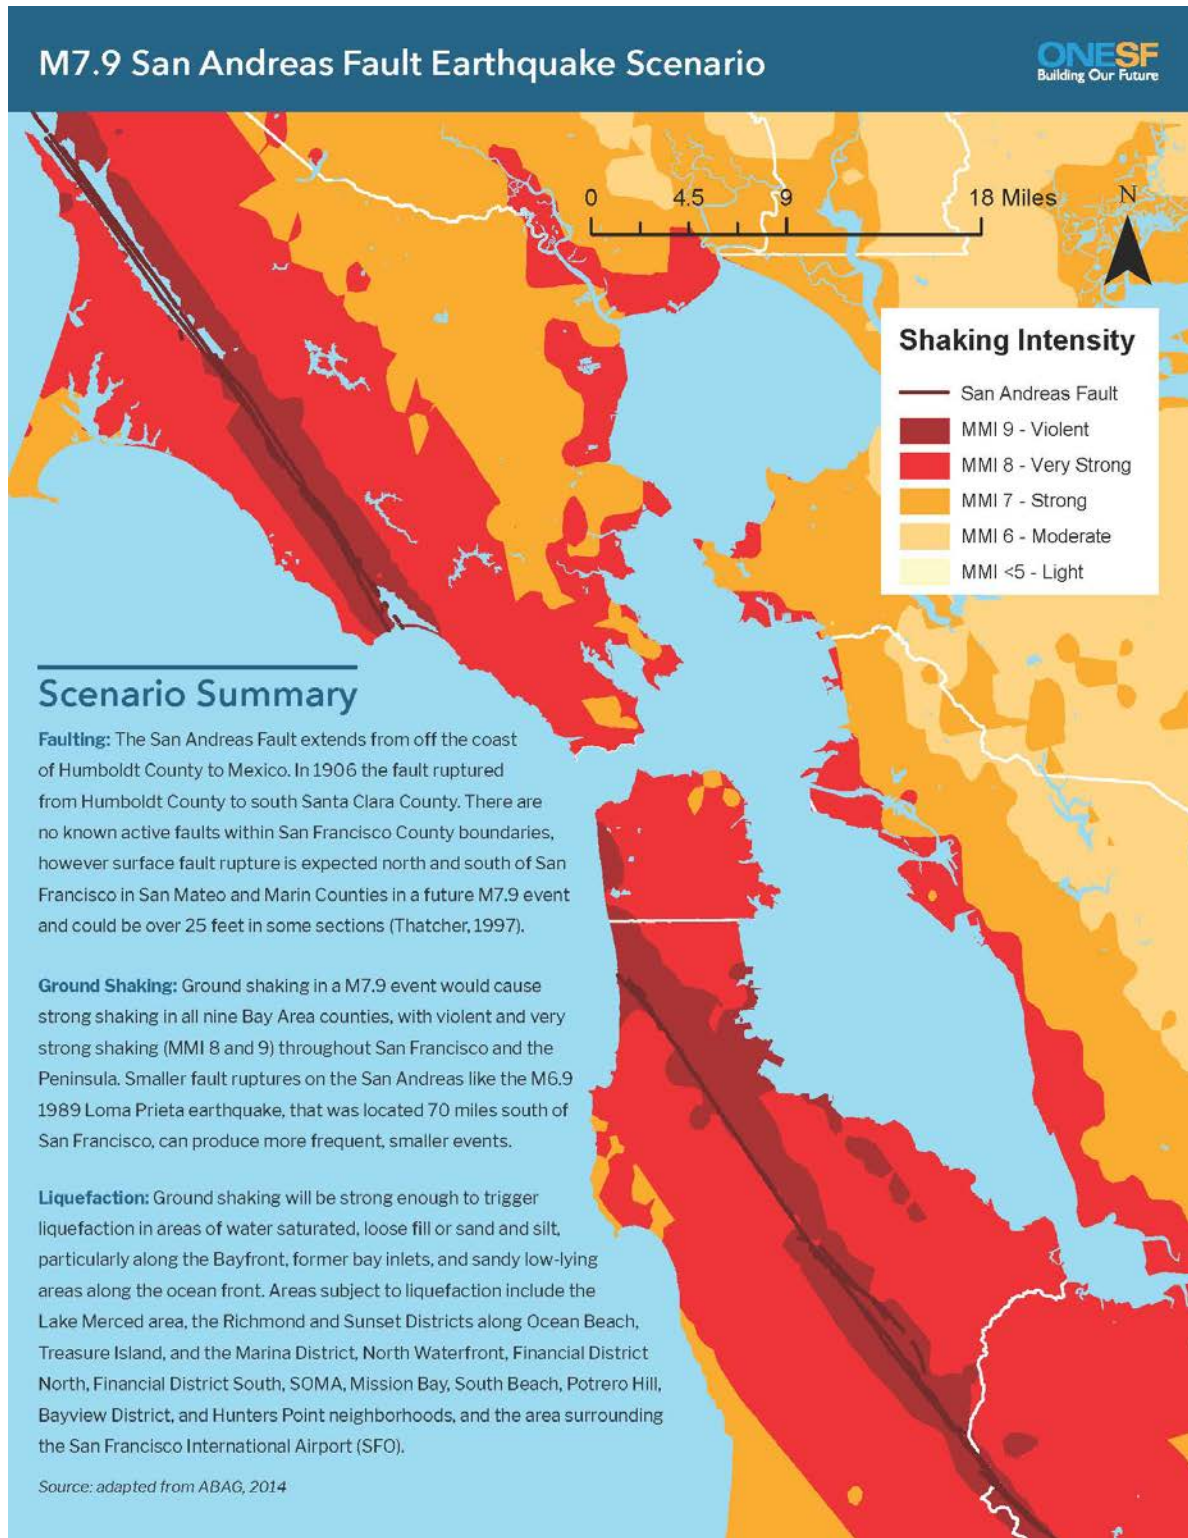 M7.9 San Andreas Fault Earthquake Scenario
ONESF
Building Our Future
0 4.5 9 18 Miles
N
Shaking Intensity
San Andreas Fault
MMI 9 - Violent
MMI 8 - Very Strong
MMI 7 - Strong
MMI 6 - Moderate
MMI <5 - Light
Scenario Summary
Faulting: The San Andreas Fault extends from off the coast
of Humboldt County to Mexico. In 1906 the fault ruptured
from Humboldt County to south Santa Clara County. There are
no known active faults within San Francisco County boundaries,
however surface fault rupture is expected north and south of San
Francisco in San Mateo and Marin Counties in a future M7.9 event
and could be over 25 feet in some sections (Thatcher, 1997).
Ground Shaking: Ground shaking in a M7.9 event would cause
strong shaking in all nine Bay Area counties, with violent and very
strong shaking (MMI 8 and 9) throughout San Francisco and the
Peninsula. Smaller fault ruptures on the San Andreas like the M6.9
1989 Loma Prieta earthquake, that was located 70 miles south of
San Francisco, can produce more frequent, smaller events.
Liquefaction: Ground shaking will be strong enough to trigger
liquefaction in areas of water saturated, loose fill or sand and silt,
particularly along the Bayfront, former bay inlets, and sandy low-lying
areas along the ocean front. Areas subject to liquefaction include the
Lake Merced area, the Richmond and Sunset Districts along Ocean Beach,
Treasure Island, and the Marina District, North Waterfront, Financial District
North, Financial District South, SOMA, Mission Bay, South Beach, Potrero Hill,
Bayview District, and Hunters Point neighborhoods, and the area surrounding
the San Francisco International Airport (SFO).
Source: adapted from ABAG, 2014